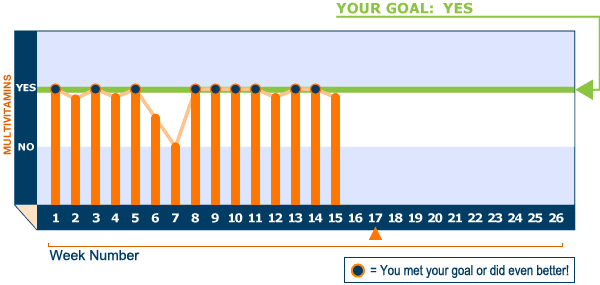 YOUR GOAL: YES
MULTIVITAMINS
YES
NO
1 2 3 4 5 6 7 8 9 10 11 12 13 14 15 16 17 18 19 20 21 22 23 24 25 26
Week Number
= You met your goal or did even better!